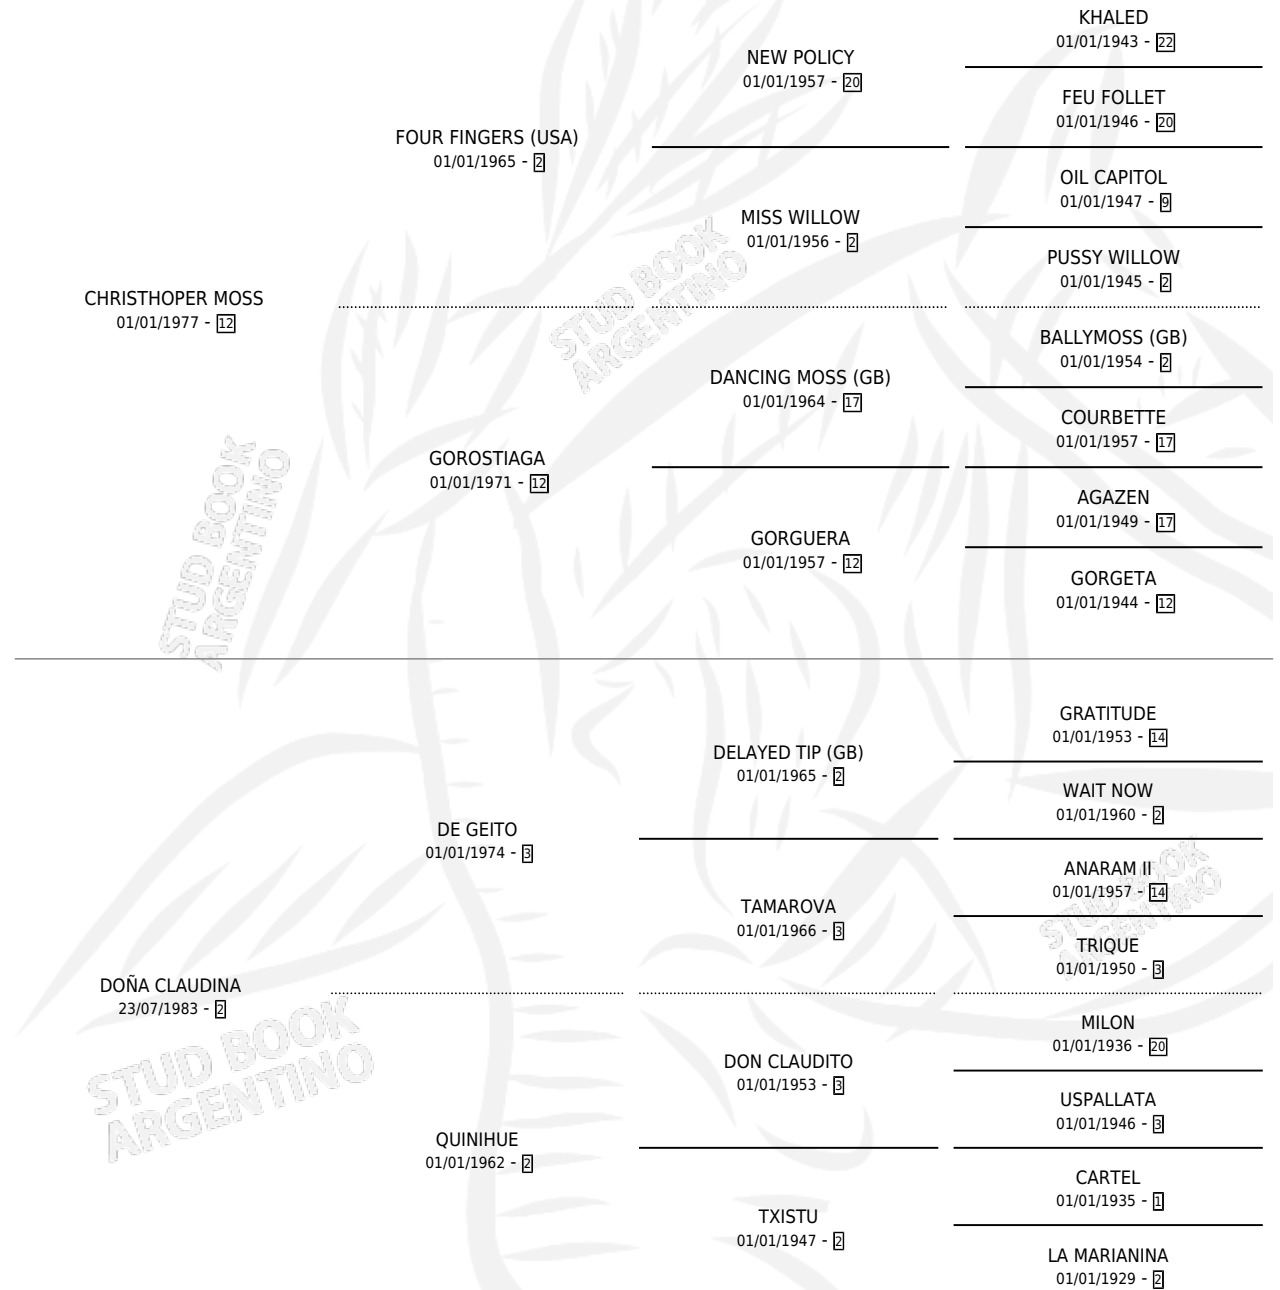 KHALED
01/01/1943 - 22
NEW POLICY
01/01/1957 - 20
FEU FOLLET
01/01/1946 - 20
FOUR FINGERS (USA)
01/01/1965 - 2
OIL CAPITOL
01/01/1947 - 9
MISS WILLOW
01/01/1956 - 2
PUSSY WILLOW
01/01/1945 - 2
CHRISTHOPER MOSS
01/01/1977 - 12
BALLYMOSS (GB)
01/01/1954 - 2
DANCING MOSS (GB)
01/01/1964 - 17
COURBETTE
01/01/1957 - 17
GOROSTIAGA
01/01/1971 - 12
AGAZEN
01/01/1949 - 17
GORGUERA
01/01/1957 - 12
GORGETA
01/01/1944 - 12
GRATITUDE
01/01/1953 - 14
DELAYED TIP (GB)
01/01/1965 - 2
WAIT NOW
01/01/1960 - 2
DE GEITO
01/01/1974 - 3
ANARAM II
01/01/1957 - 14
TAMAROVA
01/01/1966 - 3
TRIQUE
01/01/1950 - 3
DOÑA CLAUDINA
23/07/1983 - 2
MILON
01/01/1936 - 20
DON CLAUDITO
01/01/1953 - 3
USPALLATA
01/01/1946 - 3
QUINIHUE
01/01/1962 - 2
CARTEL
01/01/1935 - 1
TXISTU
01/01/1947 - 2
LA MARIANINA
01/01/1929 - 2
STUD BOOK
ARGENTINO
STUD BOOK
ARGENTINO
STUD BOOK
ARGENTINO
STUD BOOK
ARGENTINO